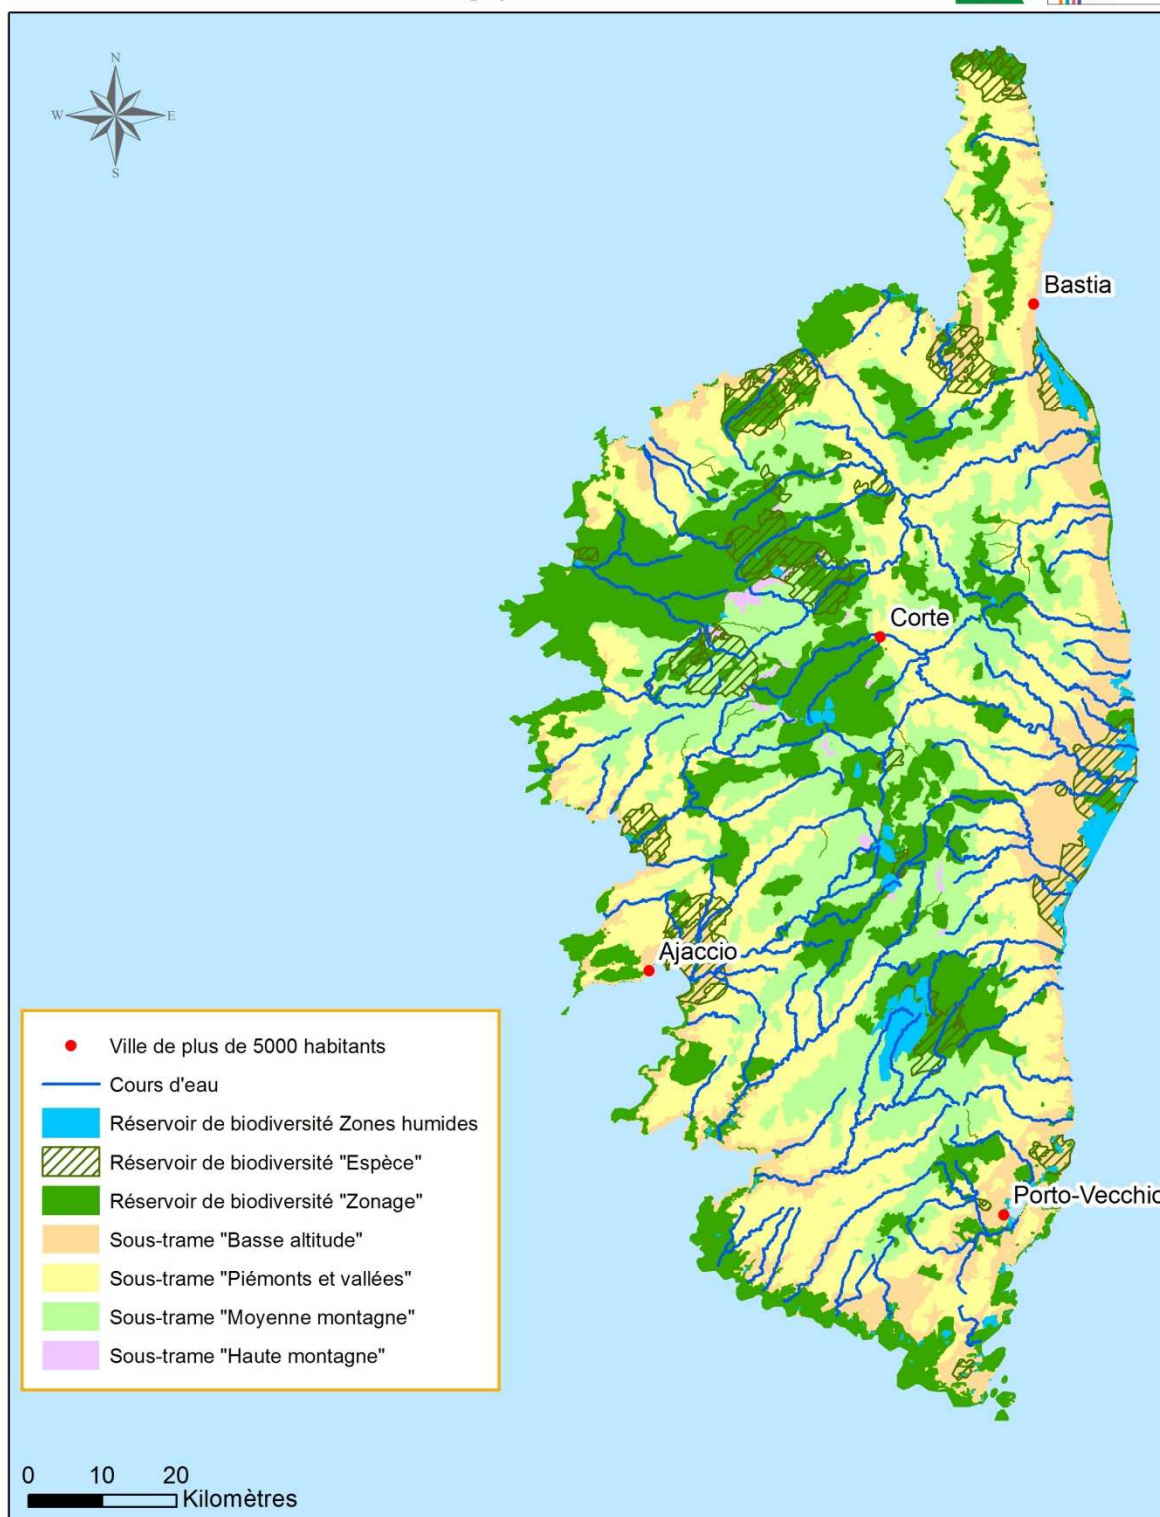 N
W E
S
Bastia
Corte
Ajaccio
Porto-Vecchio
Ville de plus de 5000 habitants
Cours d'eau
Réservoir de biodiversité Zones humides
Réservoir de biodiversité "Espèce"
Réservoir de biodiversité "Zonage"
Sous-trame "Basse altitude"
Sous-trame "Piémonts et vallées"
Sous-trame "Moyenne montagne"
Sous-trame "Haute montagne"
0 10 20
Kilomètres